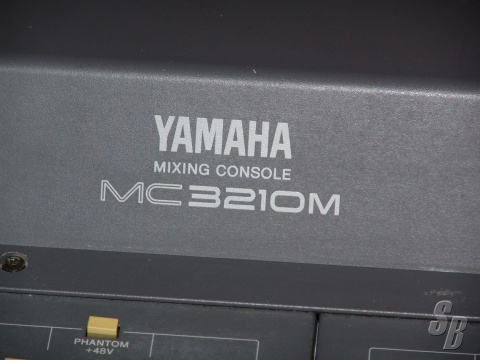 YAMAHA
MIXING CONSOLE
MC3210M
PHANTOM
+48V
SB